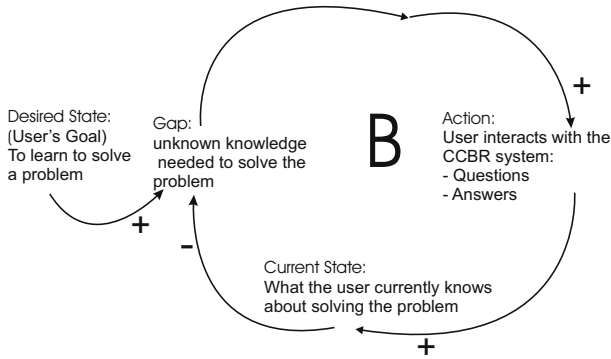 Desired State:
(User's Goal)
To learn to solve
a problem
+
Gap:
unknown knowledge
needed to solve the
problem
-
B
+
Action:
User interacts with the
CCBR system:
- Questions
- Answers
Current State:
What the user currently knows
about solving the problem
+